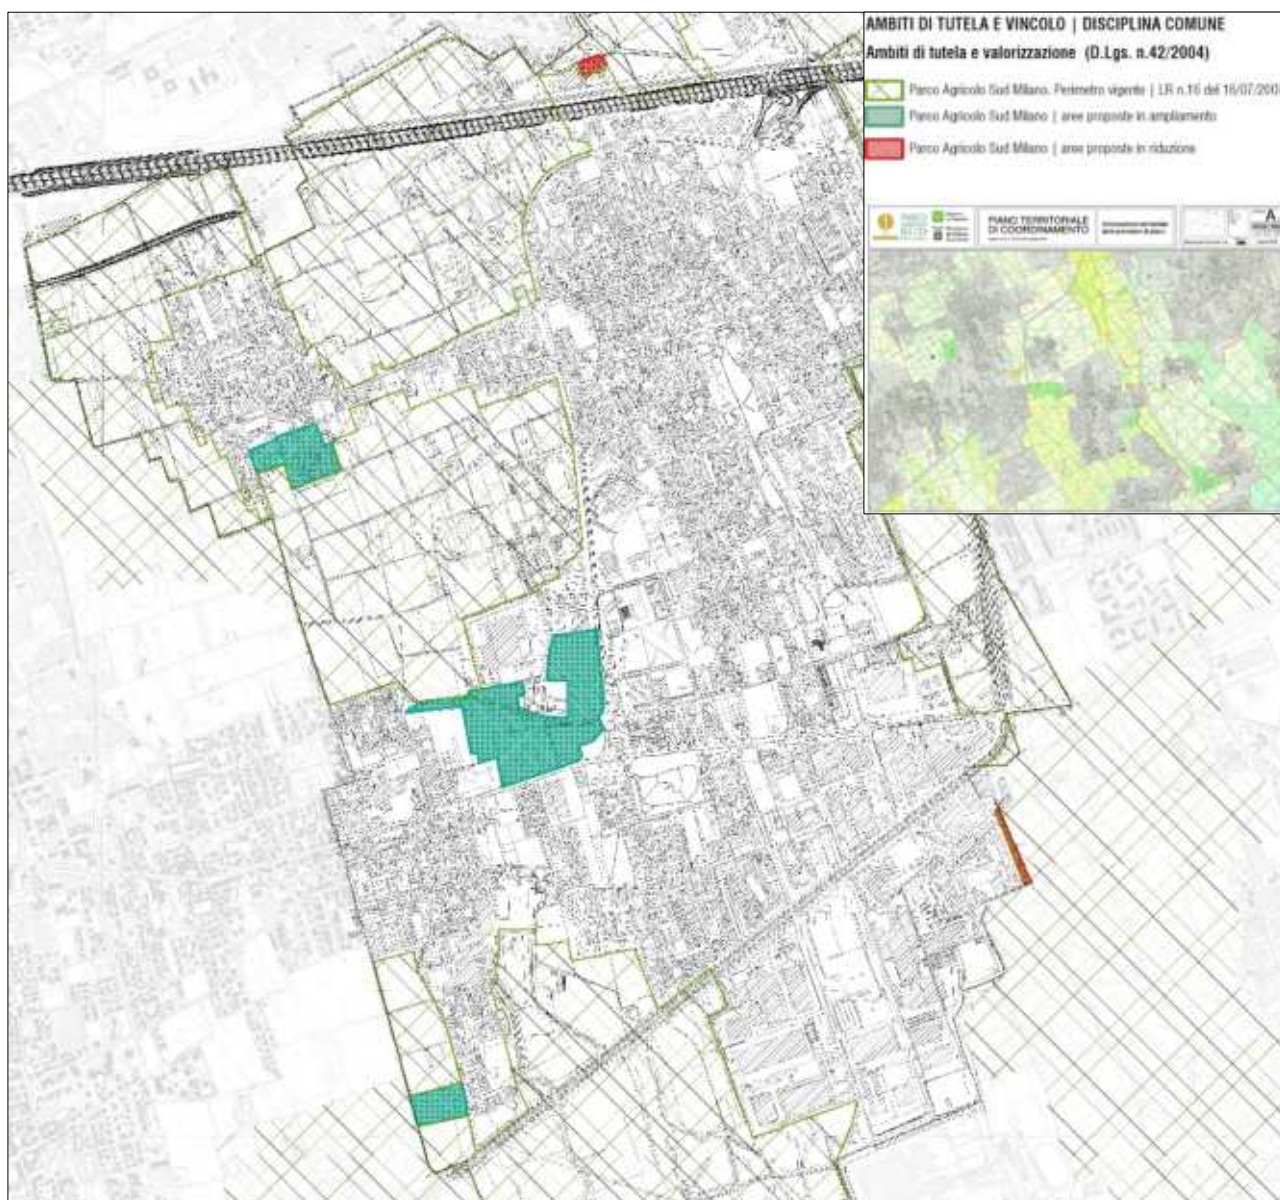 AMBITI DI TUTELA E VINCOLO | DISCIPLINA COMUNE
Ambiti di tutela e valorizzazione (D.Lgs. n.42/2004)
Parco Agricolo Sud Milano. Perimetro vigente | LR n.16 del 16/07/200
Parco Agricolo Sud Milano | aree proposte in ampliamento
Parco Agricolo Sud Milano | aree proposte in riduzione
PIANO TERRITORIALE
DI COORDINAMENTO
A